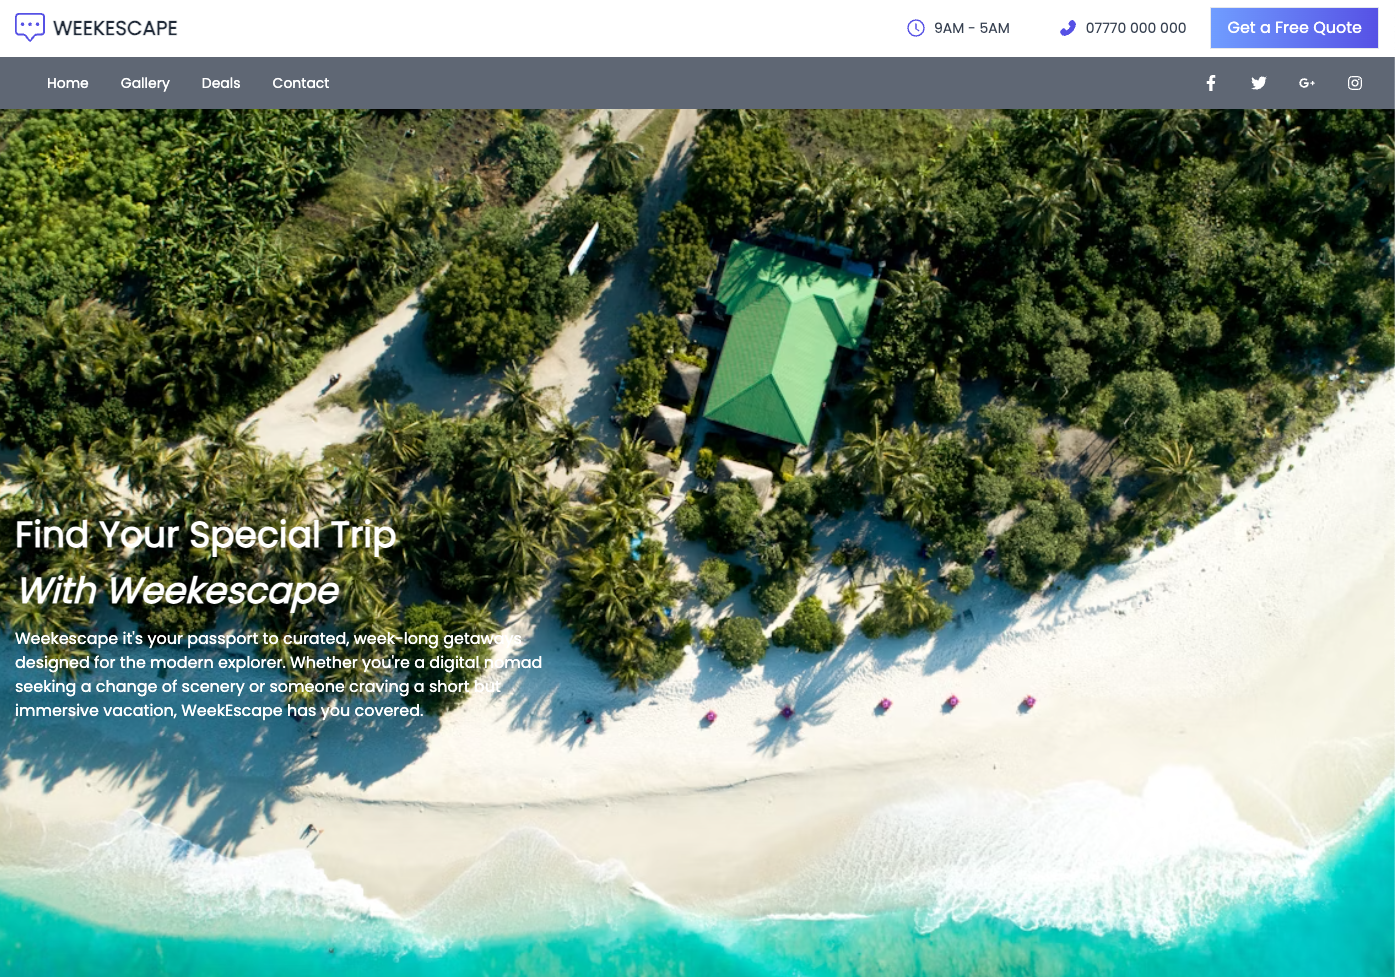 WEEKESCAPE
9AM - 5AM
07770 000 000
Get a Free Quote
Home
Gallery
Deals
Contact
Find Your Special Trip
With Weekescape
Weekescape it's your passport to curated, week-long getaways
designed for the modern explorer. Whether you're a digital nomad
seeking a change of scenery or someone craving a short but
immersive vacation, WeekEscape has you covered.